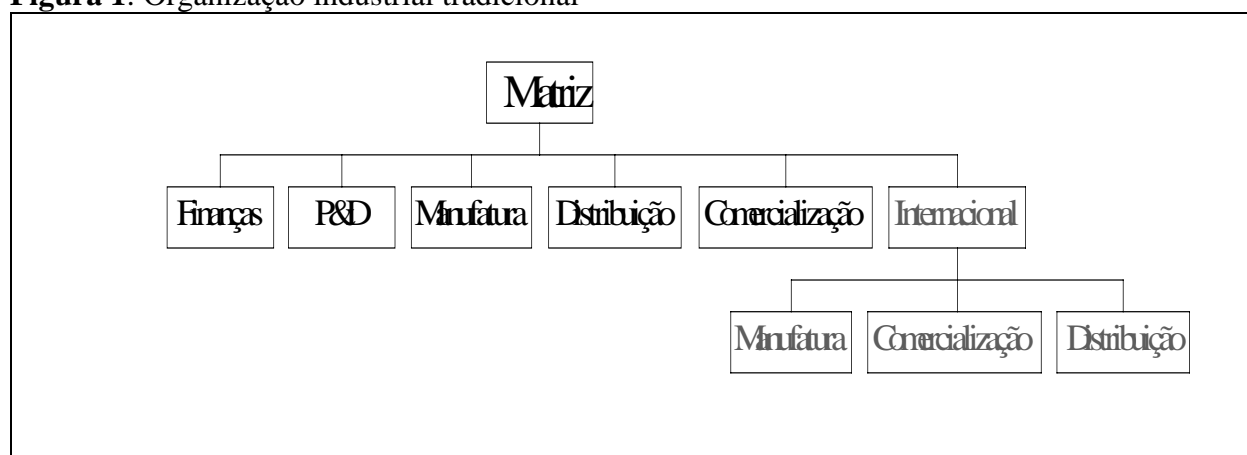 Figura 1. Organização industrial tradicional
Matriz
Finanças P&D Manufatura Distribuição Comercialização Internacional
Manufatura Comercialização Distribuição